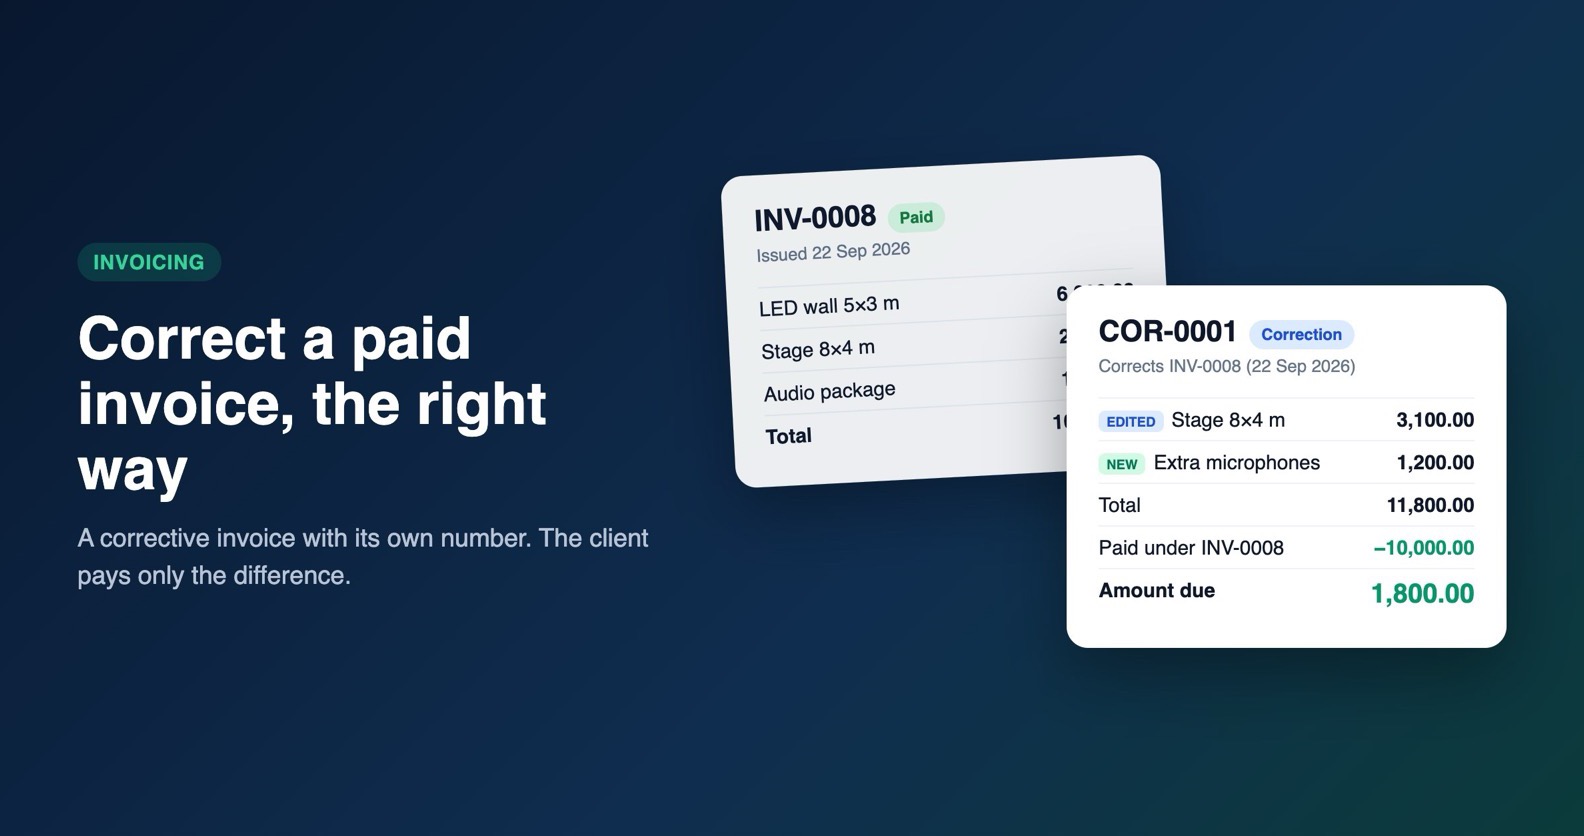 INVOICING
Correct a paid
invoice, the right
way
A corrective invoice with its own number. The client
pays only the difference.
INV-0008 Paid
Issued 22 Sep 2026
LED wall 5×3 m
Stage 8×4 m
Audio package
Total
COR-0001 Correction
Corrects INV-0008 (22 Sep 2026)
EDITED Stage 8×4 m 3,100.00
NEW Extra microphones 1,200.00
Total 11,800.00
Paid under INV-0008 –10,000.00
Amount due 1,800.00